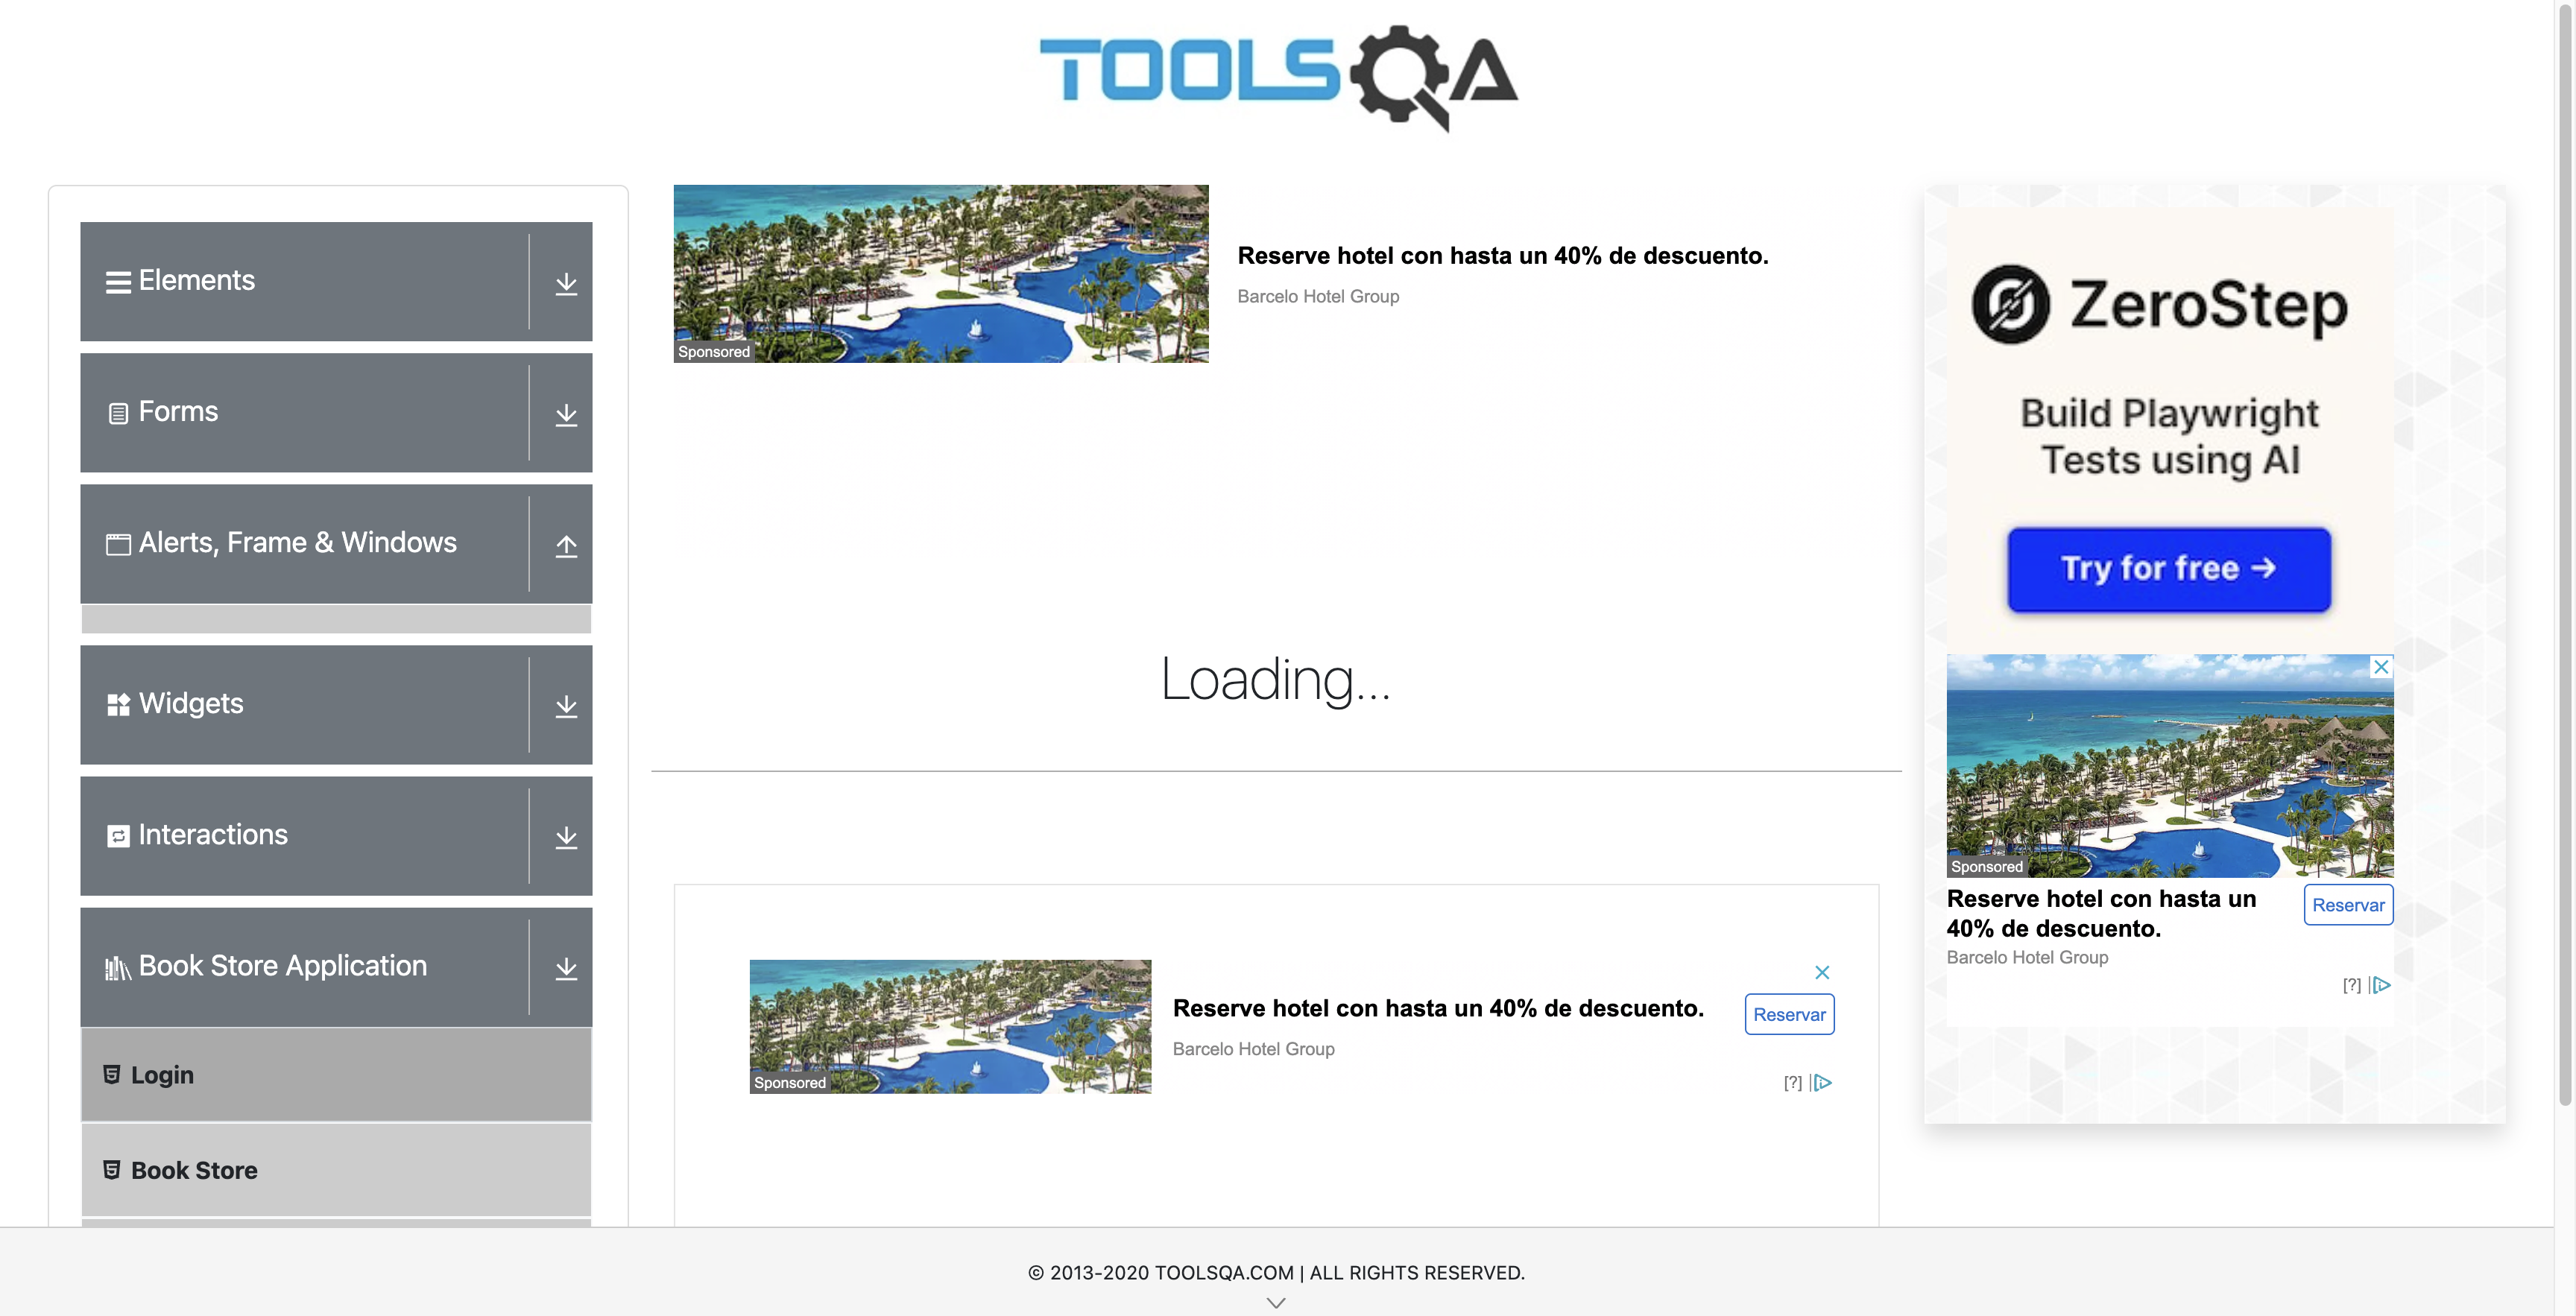 TOOLSQA
Elements
Forms
Alerts, Frame & Windows
Widgets
Interactions
Book Store Application
Login
Book Store
Sponsored
Reserve hotel con hasta un 40% de descuento.
Barcelo Hotel Group
Loading...
Sponsored
Reserve hotel con hasta un 40% de descuento.
Barcelo Hotel Group
Reservar
[?]
ZeroStep
Build Playwright
Tests using AI
Try for free →
Sponsored
Reserve hotel con hasta un
40% de descuento.
Barcelo Hotel Group
Reservar
[?]
© 2013-2020 TOOLSQA.COM | ALL RIGHTS RESERVED.